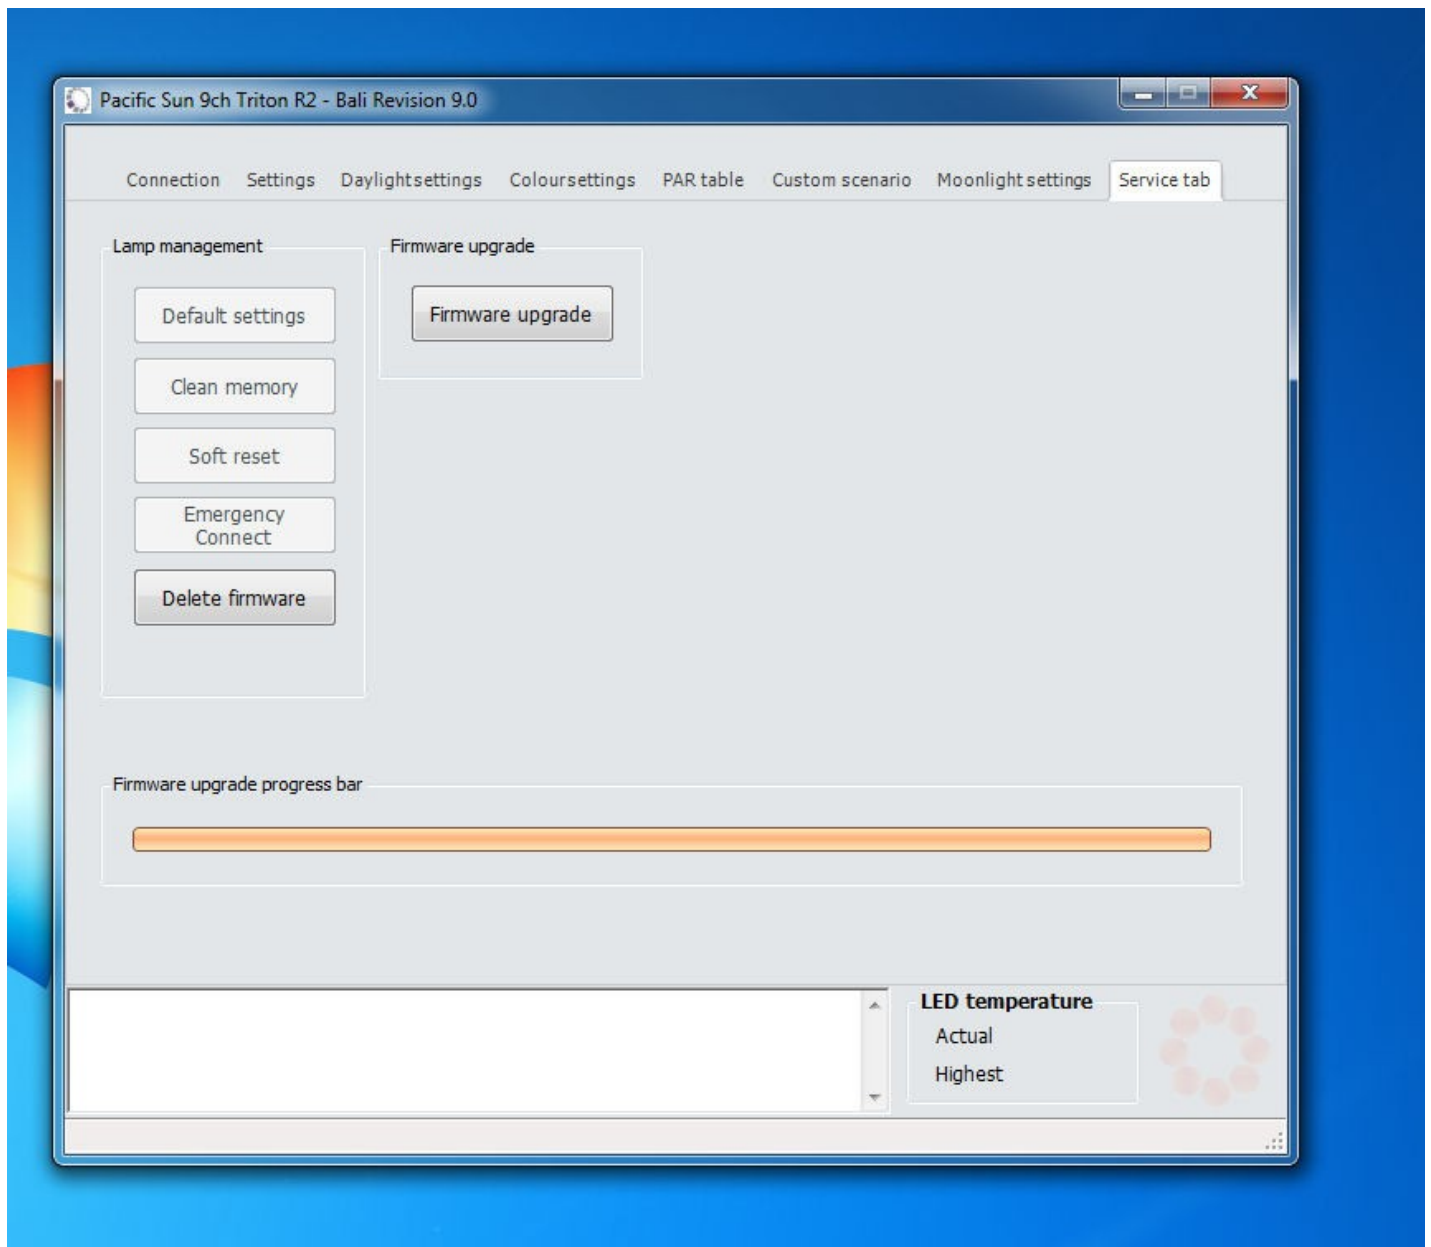 Pacific Sun 9ch Triton R2 - Bali Revision 9.0
Connection Settings Daylightsettings Coloursettings PAR table Custom scenario Moonlight settings Service tab
Lamp management
Firmware upgrade
Default settings
Firmware upgrade
Clean memory
Soft reset
Emergency
Connect
Delete firmware
Firmware upgrade progress bar
LED temperature
Actual
Highest